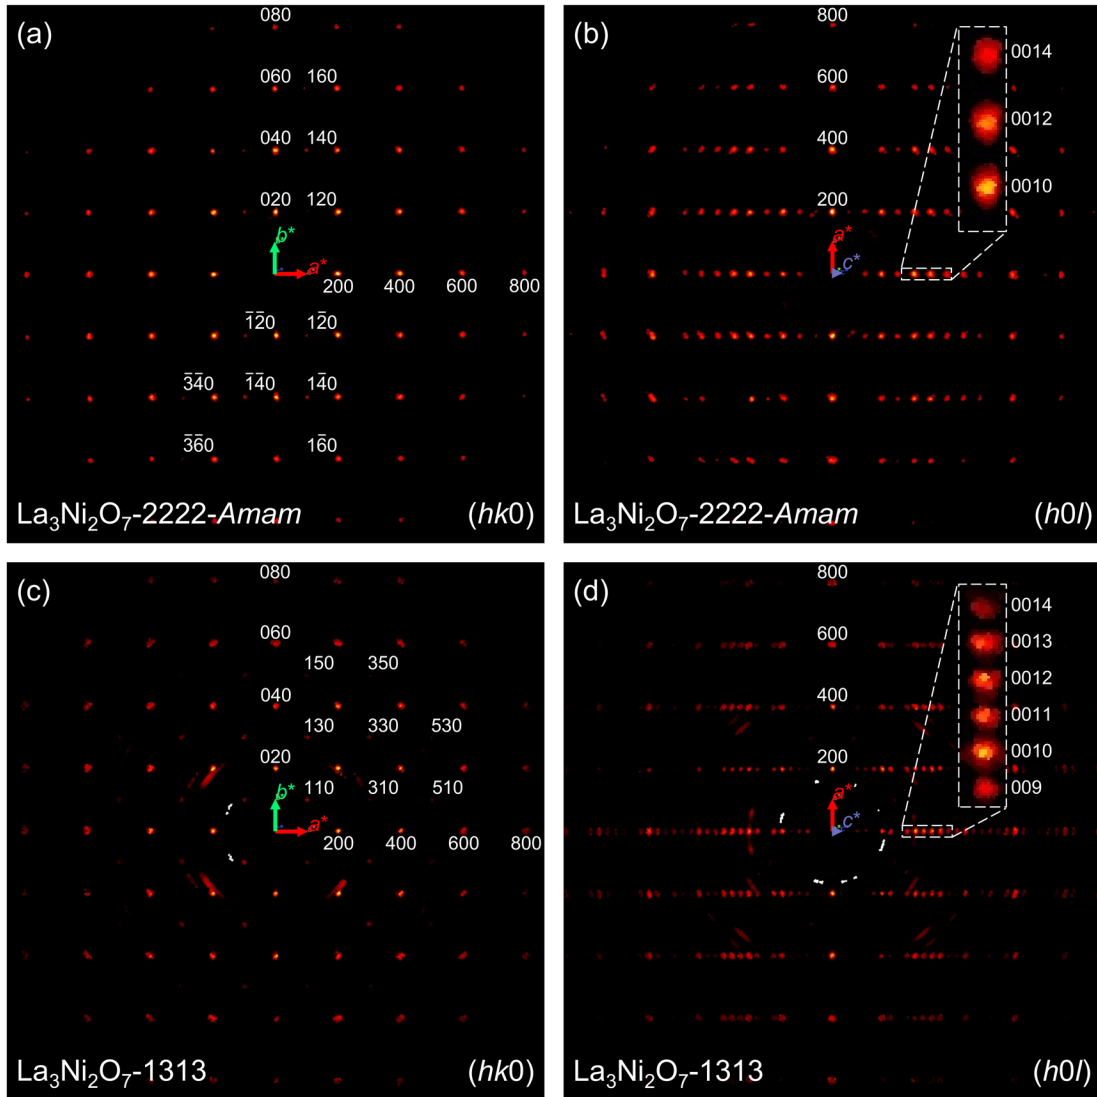 (a)
080
060 160
040 140
020 120
b*
a*
200 400 600 800
1̅2̅0 12̅0
3̅4̅0 1̅4̅0 14̅0
3̅6̅0 16̅0
La₃Ni₂O₇-2222-Amam (hk0)
(b)
800
600
400
200
a*
c*
0014
0012
0010
La₃Ni₂O₇-2222-Amam (h0l)
(c)
080
060
150 350
040
130 330 530
020
110 310 510
b*
a*
200 400 600 800
La₃Ni₂O₇-1313 (hk0)
(d)
800
600
400
200
a*
c*
0014
0013
0012
0011
0010
009
La₃Ni₂O₇-1313 (h0l)